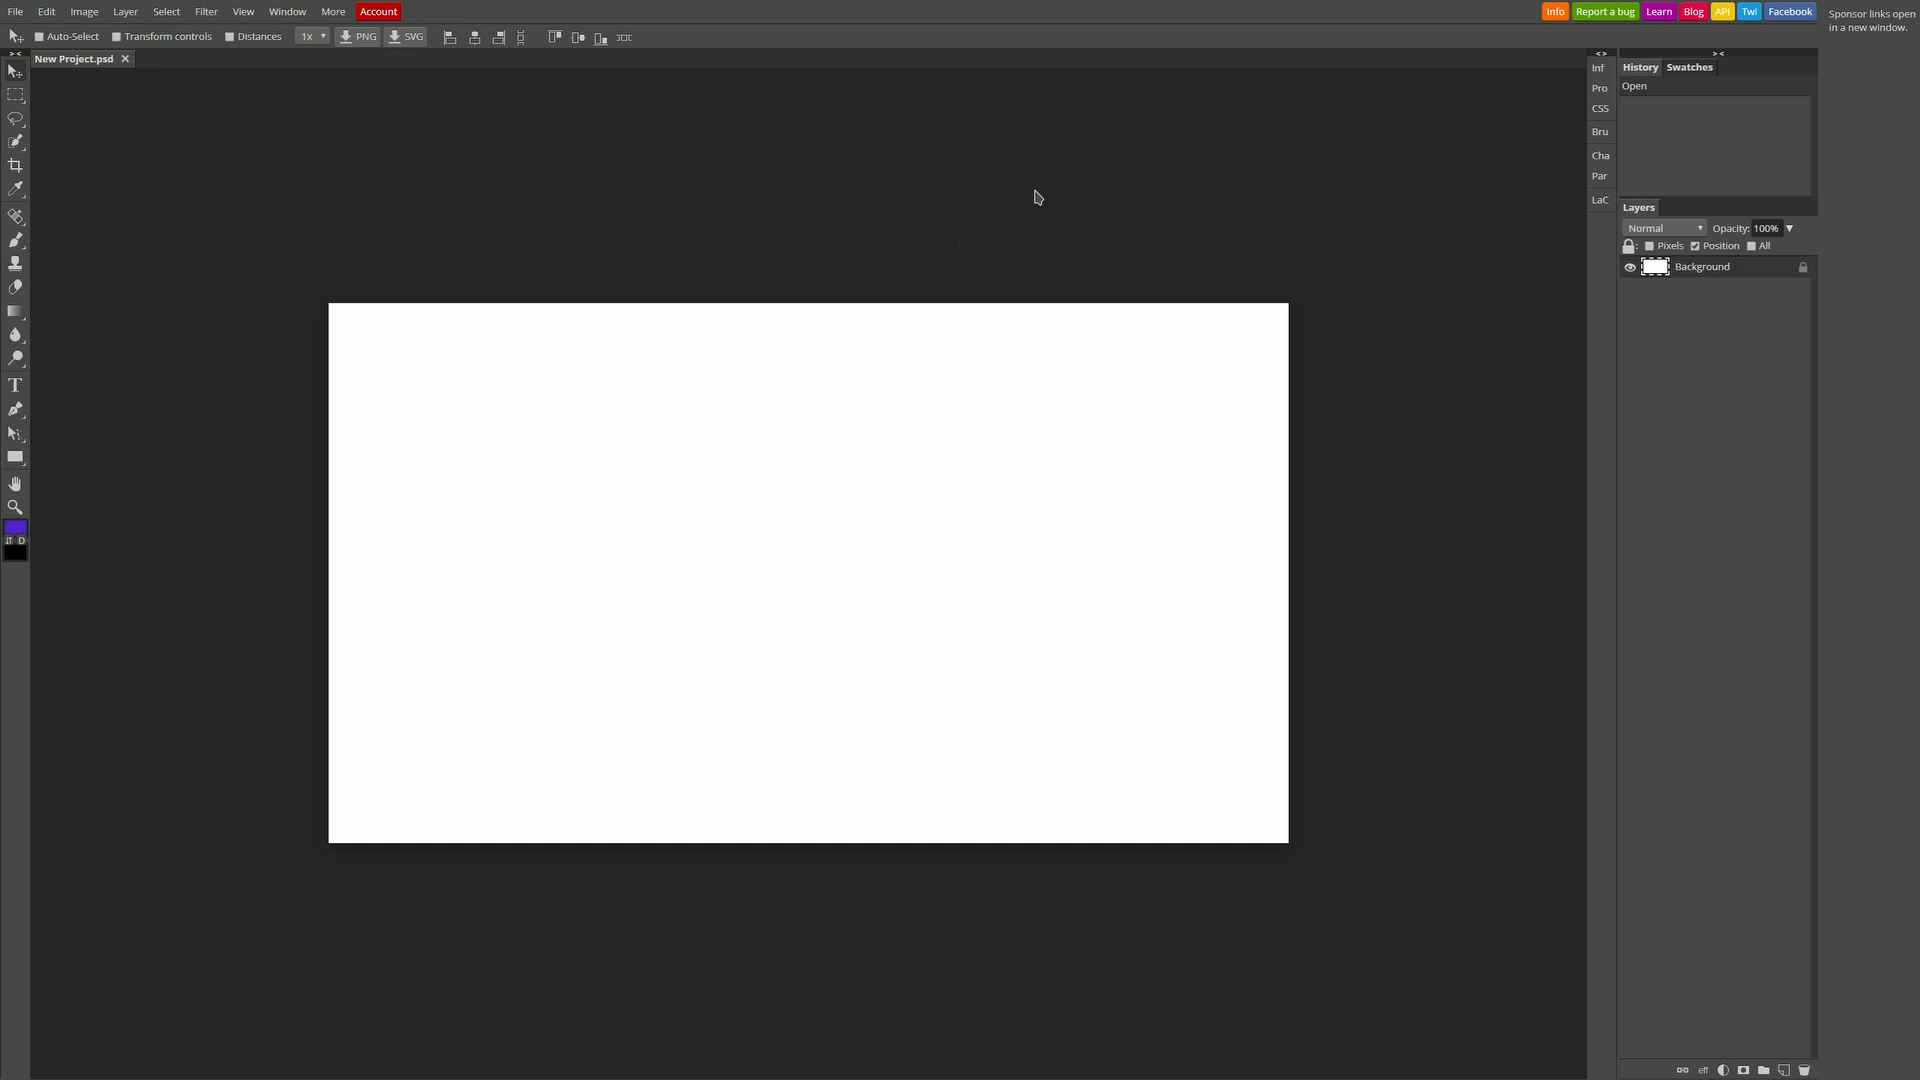 File Edit Image Layer Select Filter View Window More Account Info Report a bug Learn Blog API Twi Facebook
Sponsor links open
in a new window.
Auto-Select Transform controls Distances 1x PNG SVG
New Project.psd
Inf
Pro
CSS
Bru
Cha
Par
LaC
History Swatches
Open
Layers
Normal Opacity: 100%
: Pixels Position All
Background
D
eff